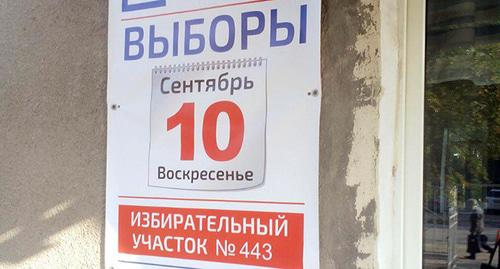 ВЫБОРЫ
Сентябрь
10
Воскресенье
ИЗБИРАТЕЛЬНЫЙ
УЧАСТОК № 443